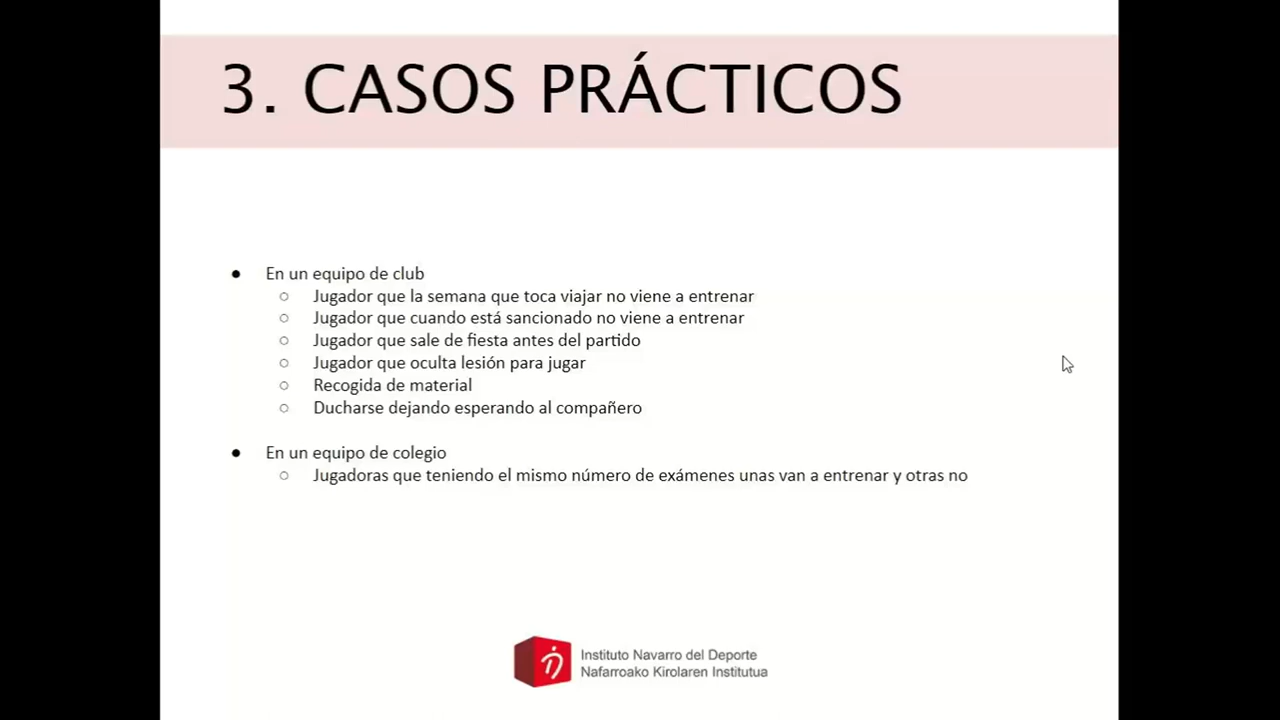 3. CASOS PRÁCTICOS
● En un equipo de club
○ Jugador que la semana que toca viajar no viene a entrenar
○ Jugador que cuando está sancionado no viene a entrenar
○ Jugador que sale de fiesta antes del partido
○ Jugador que oculta lesión para jugar
○ Recogida de material
○ Ducharse dejando esperando al compañero
● En un equipo de colegio
○ Jugadoras que teniendo el mismo número de exámenes unas van a entrenar y otras no
Instituto Navarro del Deporte
Nafarroako Kirolaren Institutua